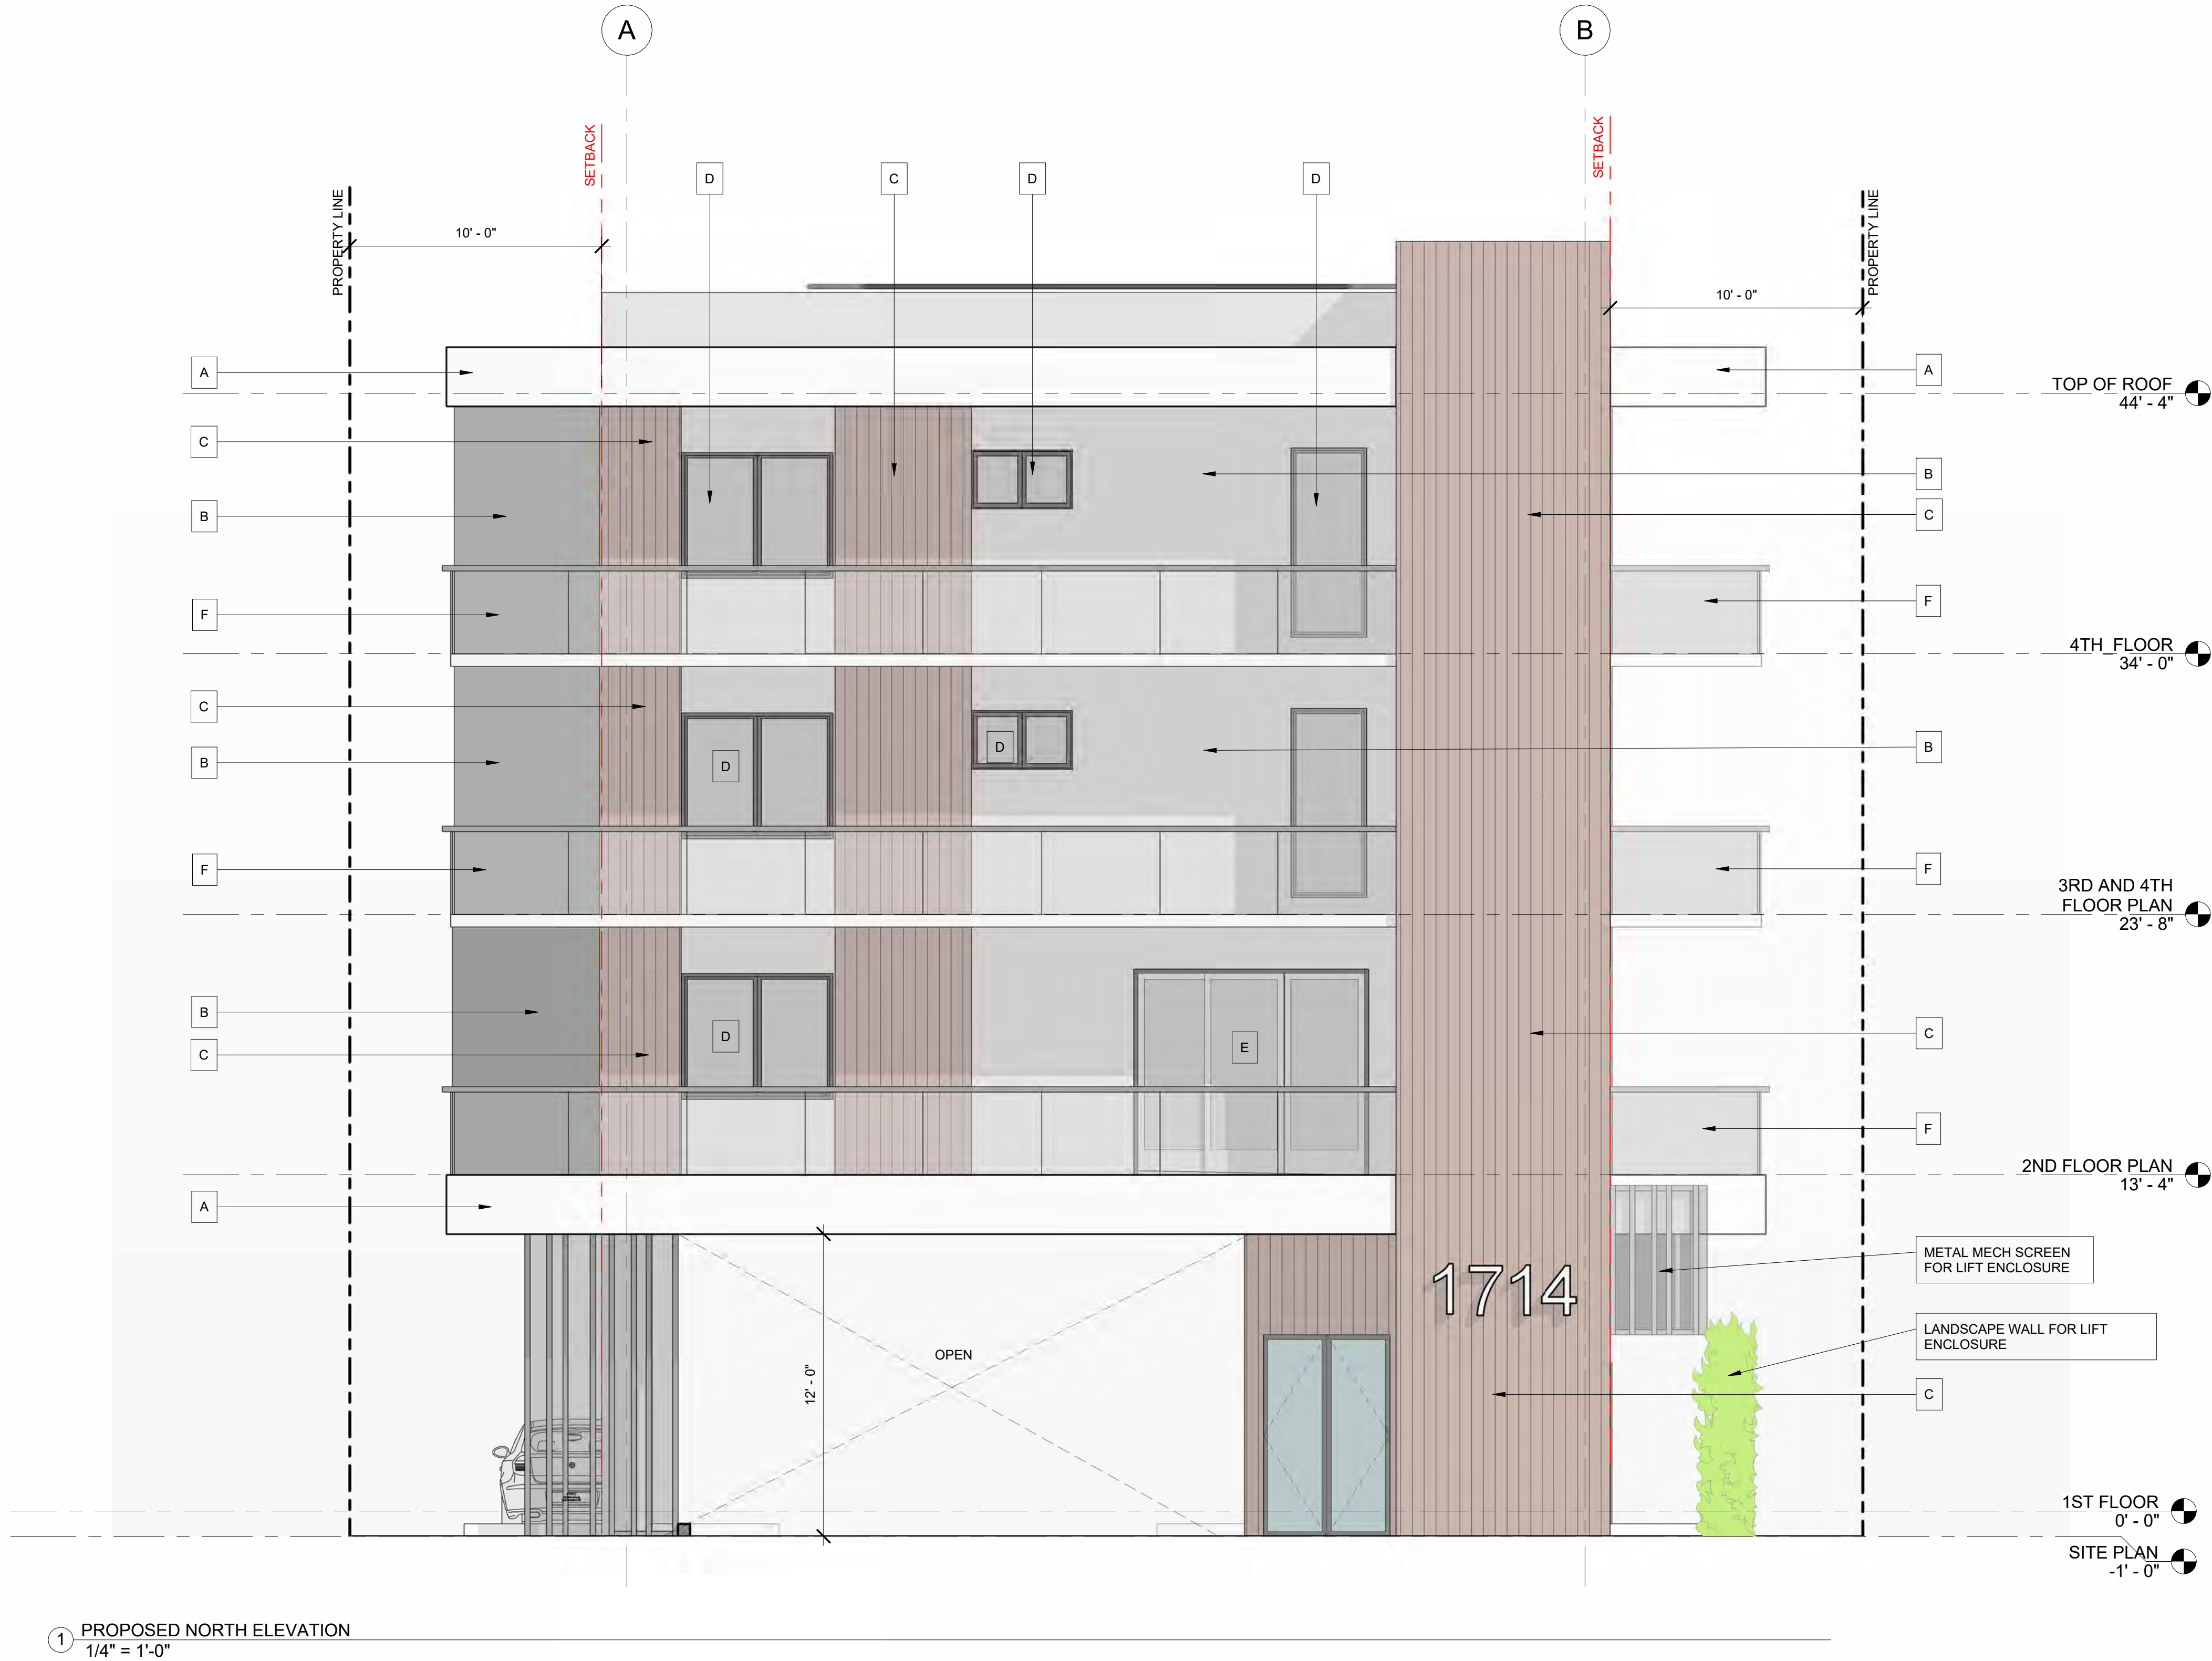 A
B
SETBACK
SETBACK
D
C
D
D
PROPERTY LINE
PROPERTY LINE
10' - 0"
10' - 0"
A
A
TOP OF ROOF
44' - 4"
C
B
B
C
F
F
4TH FLOOR
34' - 0"
C
B
D
D
B
F
F
3RD AND 4TH
FLOOR PLAN
23' - 8"
B
D
E
C
C
F
2ND FLOOR PLAN
13' - 4"
A
METAL MECH SCREEN
FOR LIFT ENCLOSURE
1714
LANDSCAPE WALL FOR LIFT
ENCLOSURE
OPEN
12' - 0"
C
1ST FLOOR
0' - 0"
SITE PLAN
-1' - 0"
1
PROPOSED NORTH ELEVATION
1/4" = 1'-0"